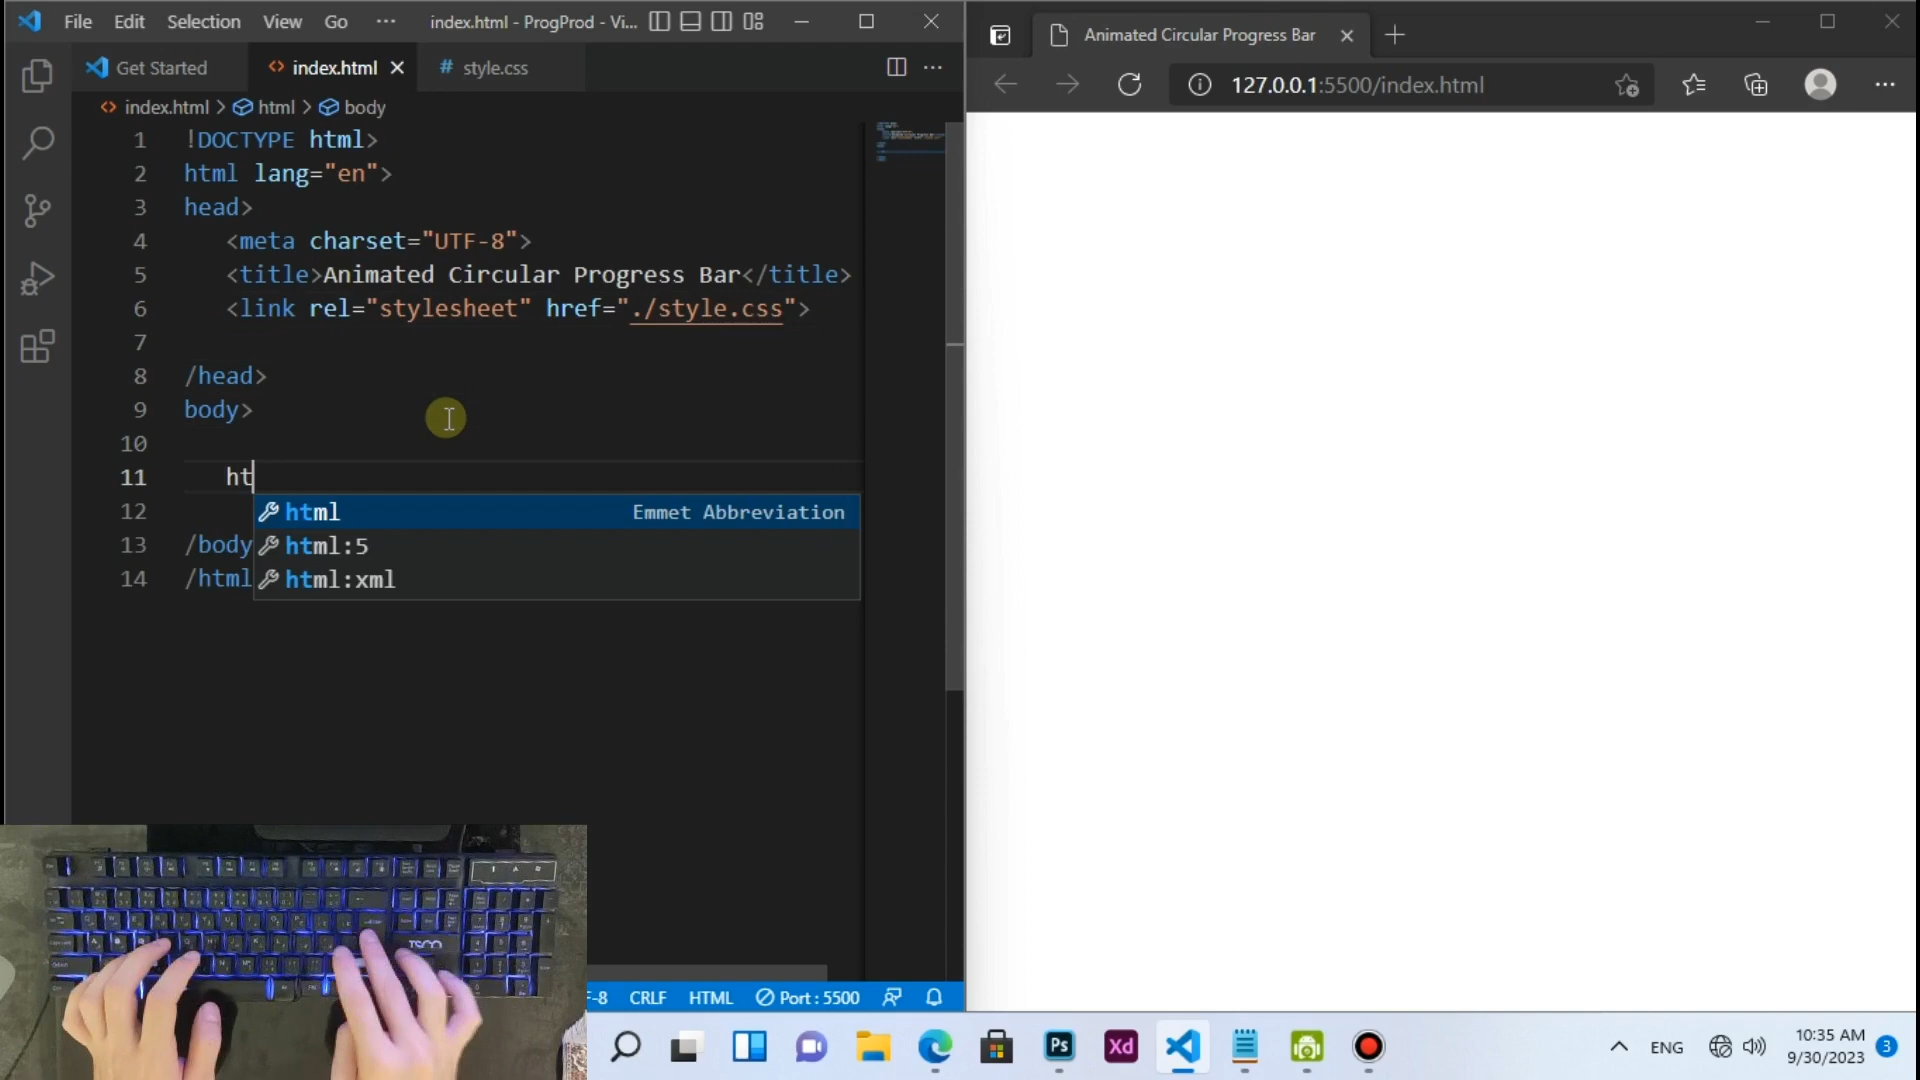 File Edit Selection View Go ··· index.html - ProgProd - Vi...
Get Started index.html style.css
index.html > html > body
1 !DOCTYPE html>
2 html lang="en">
3 head>
4 <meta charset="UTF-8">
5 <title>Animated Circular Progress Bar</title>
6 <link rel="stylesheet" href="./style.css">
7
8 /head>
9 body>
10
11 ht
12
13 /body
14 /html
html Emmet Abbreviation
html:5
html:xml
F-8 CRLF HTML Port : 5500
Animated Circular Progress Bar
127.0.0.1:5500/index.html
TSCO
Ps Xd
ENG
10:35 AM
9/30/2023
3